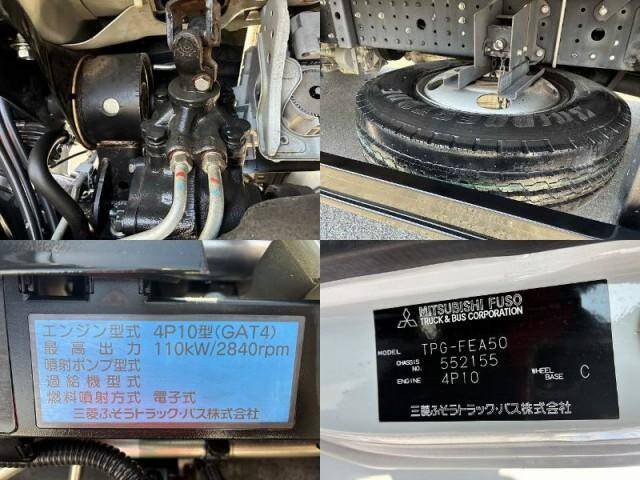 エンジン型式 4P10型(GAT4)
最高出力 110kW/2840rpm
噴射ポンプ型式
過給機型式
燃料噴射方式 電子式
三菱ふそうトラック・バス株式会社
MITSUBISHI FUSO
TRUCK & BUS CORPORATION
MODEL TPG-FEA50
CHASSIS NO. 552155
ENGINE 4P10 WHEEL BASE C
三菱ふそうトラック・バス株式会社